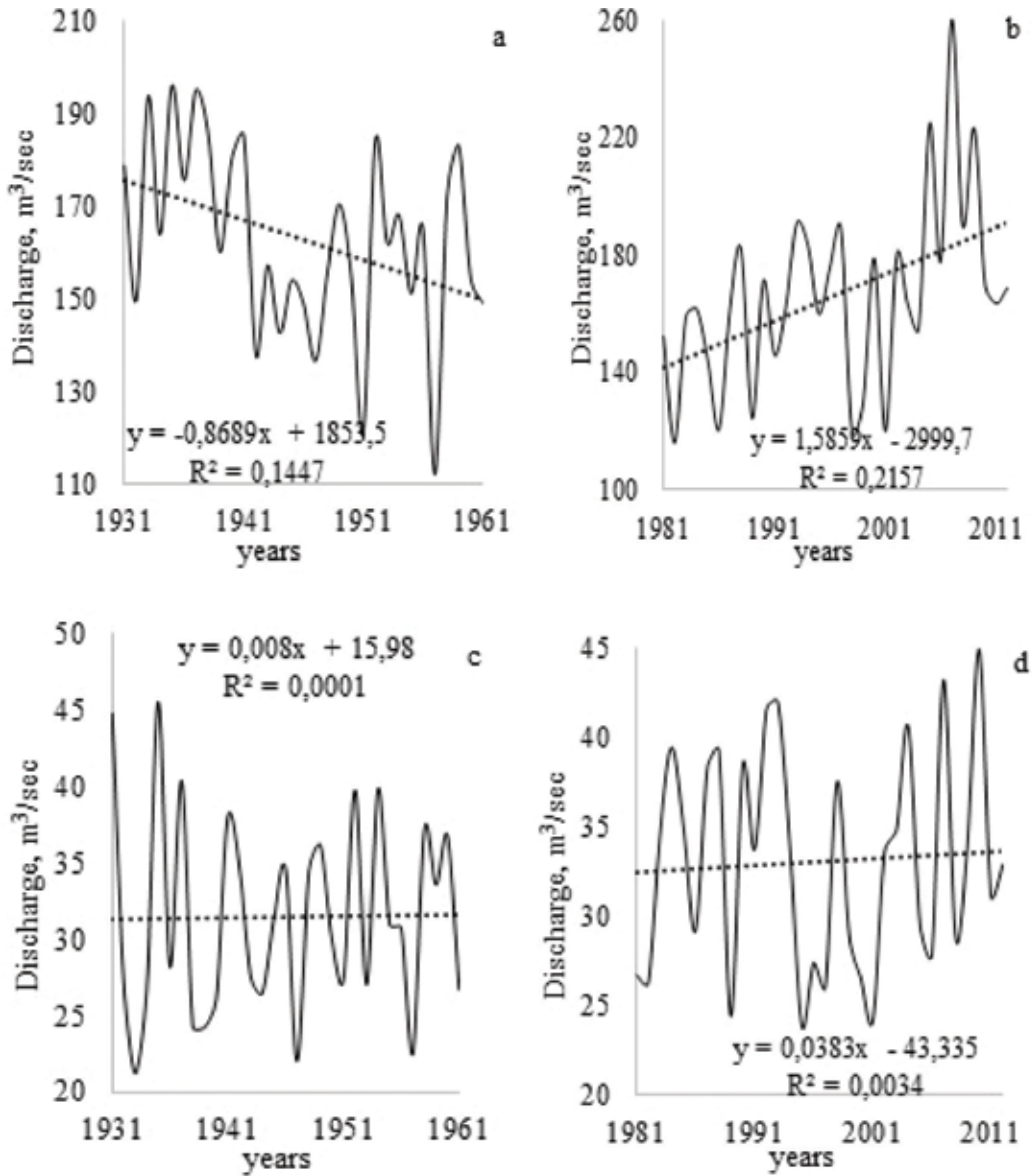 a
210
190
170
150
130
110
Discharge, m³/sec
y = -0,8689x + 1853,5
R² = 0,1447
1931 1941 1951 1961
years
b
260
220
180
140
100
Discharge, m³/sec
y = 1,5859x - 2999,7
R² = 0,2157
1981 1991 2001 2011
years
c
50
45
40
35
30
25
20
Discharge, m³/sec
y = 0,008x + 15,98
R² = 0,0001
1931 1941 1951 1961
years
d
45
40
35
30
25
20
Discharge, m³/sec
y = 0,0383x - 43,335
R² = 0,0034
1981 1991 2001 2011
years